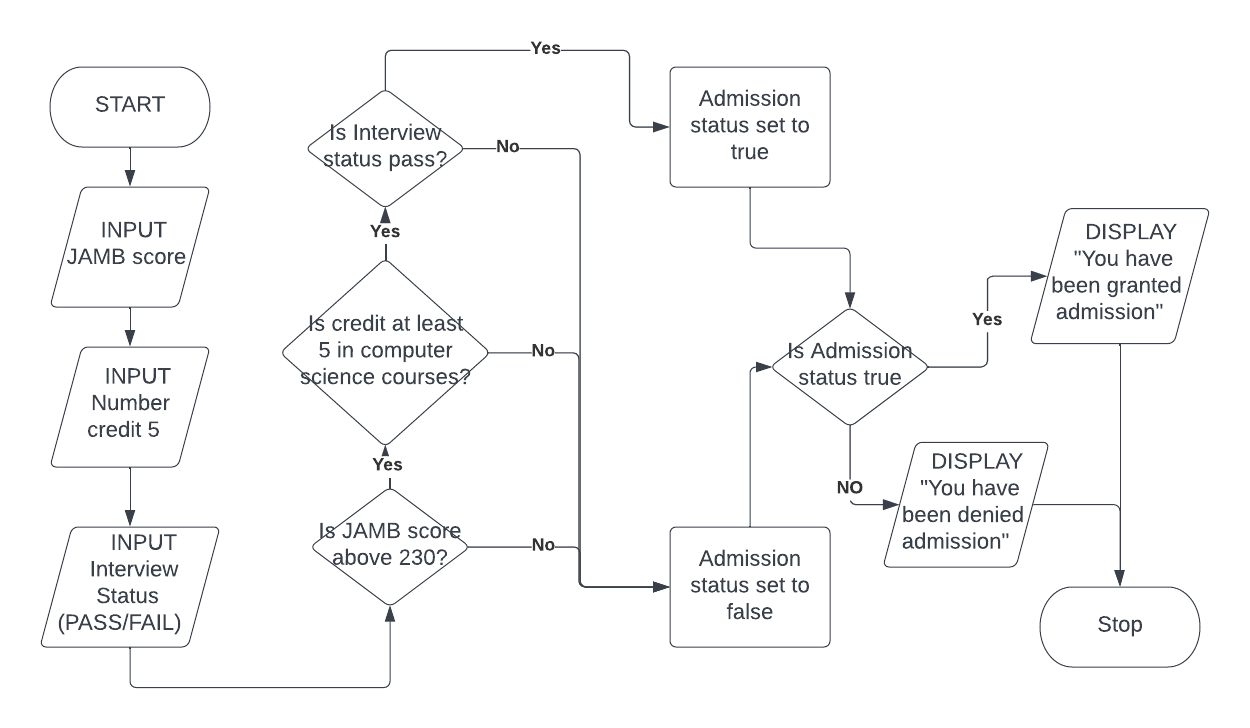 START
INPUT
JAMB score
INPUT
Number
credit 5
INPUT
Interview
Status
(PASS/FAIL)
Is JAMB score
above 230?
No
Yes
Is credit at least
5 in computer
science courses?
No
Yes
Is Interview
status pass?
No
Yes
Admission
status set to
true
Admission
status set to
false
Is Admission
status true
Yes
NO
DISPLAY
"You have
been granted
admission"
DISPLAY
"You have
been denied
admission"
Stop